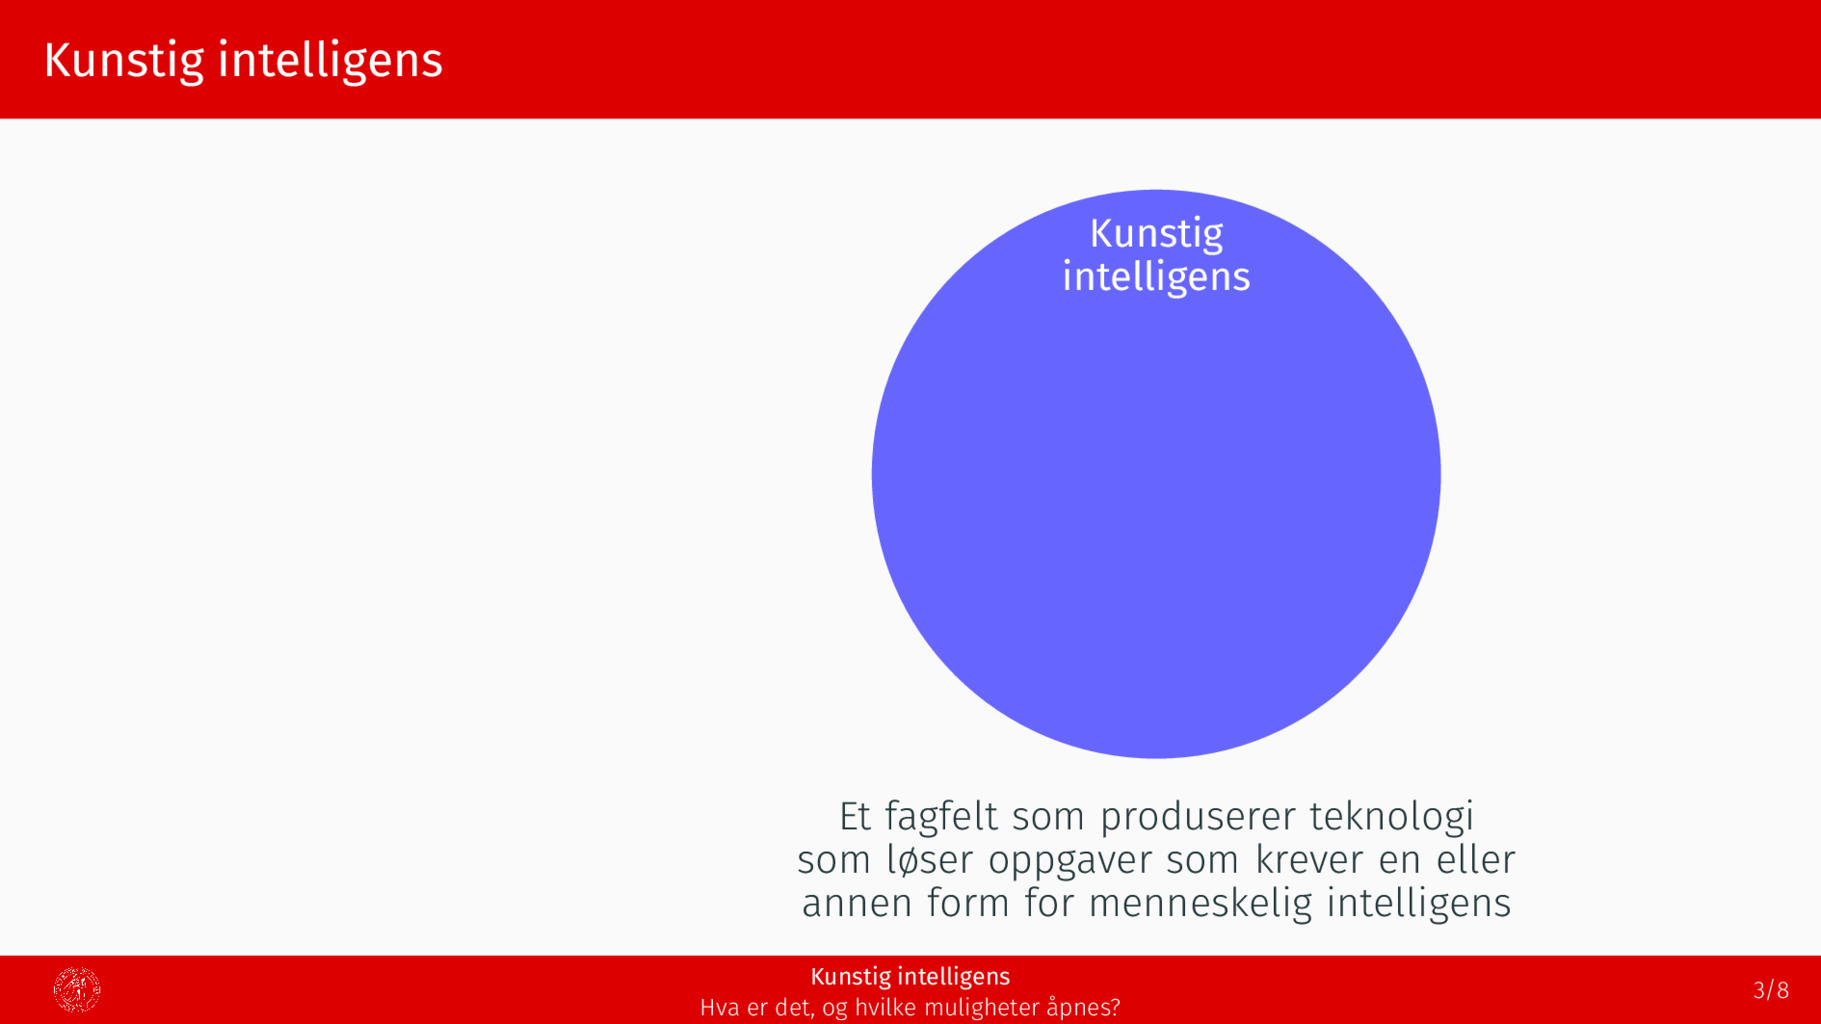 Kunstig intelligens
Kunstig
intelligens
Et fagfelt som produserer teknologi
som løser oppgaver som krever en eller
annen form for menneskelig intelligens
Kunstig intelligens
Hva er det, og hvilke muligheter åpnes?
3/8